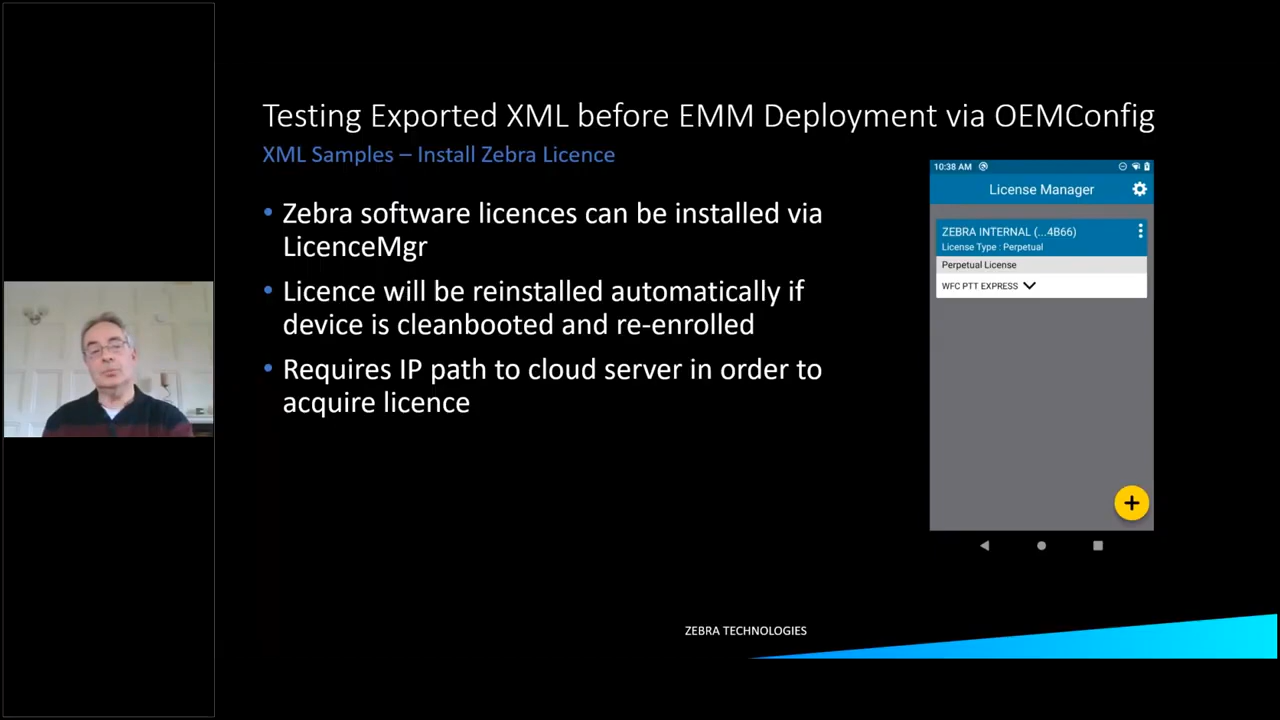 Testing Exported XML before EMM Deployment via OEMConfig
XML Samples – Install Zebra Licence
• Zebra software licences can be installed via
LicenceMgr
• Licence will be reinstalled automatically if
device is cleanbooted and re-enrolled
• Requires IP path to cloud server in order to
acquire licence
10:38 AM
License Manager
ZEBRA INTERNAL (...4B66)
License Type : Perpetual
Perpetual License
WFC PTT EXPRESS
ZEBRA TECHNOLOGIES